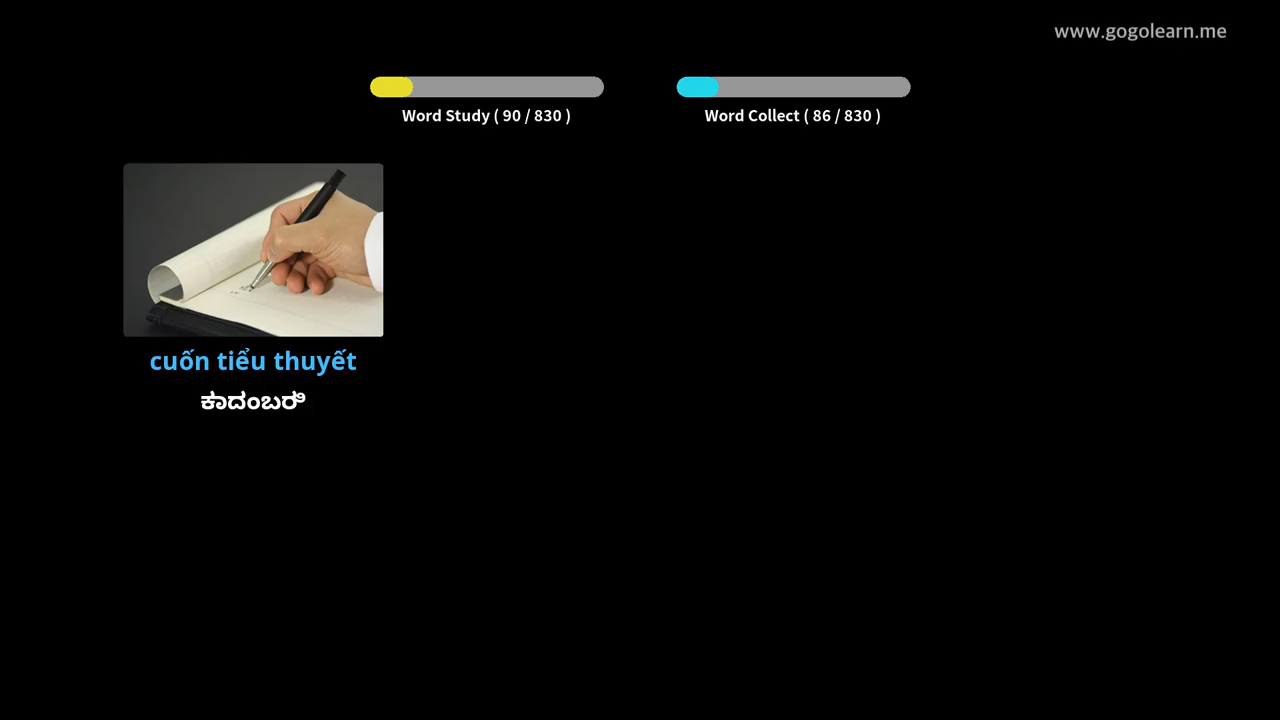 www.gogolearn.me
Word Study ( 90 / 830 )
Word Collect ( 86 / 830 )
cuốn tiểu thuyết
ಕಾದಂಬರಿ